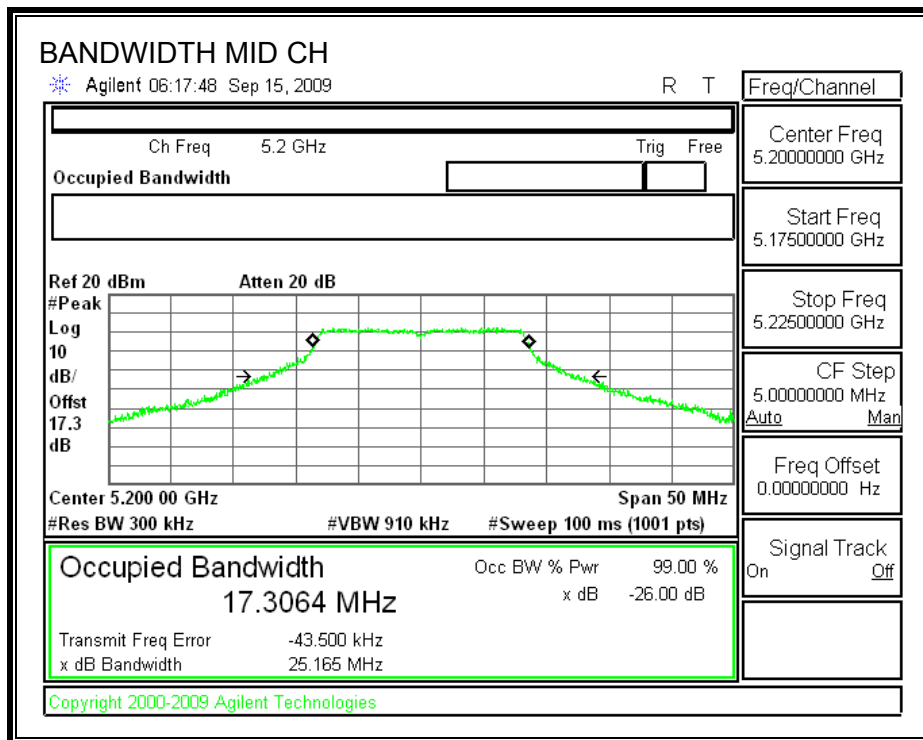 BANDWIDTH MID CH
Agilent 06:17:48 Sep 15, 2009
R T
Freq/Channel
Ch Freq 5.2 GHz
Trig Free
Occupied Bandwidth
Center Freq
5.20000000 GHz
Start Freq
5.17500000 GHz
Stop Freq
5.22500000 GHz
CF Step
5.00000000 MHz
Auto Man
Freq Offset
0.00000000 Hz
Signal Track
On Off
Ref 20 dBm
Atten 20 dB
#Peak
Log
10
dB/
Offst
17.3
dB
Center 5.200 00 GHz
Span 50 MHz
#Res BW 300 kHz
#VBW 910 kHz
#Sweep 100 ms (1001 pts)
Occupied Bandwidth
17.3064 MHz
Occ BW % Pwr 99.00 %
x dB -26.00 dB
Transmit Freq Error -43.500 kHz
x dB Bandwidth 25.165 MHz
Copyright 2000-2009 Agilent Technologies